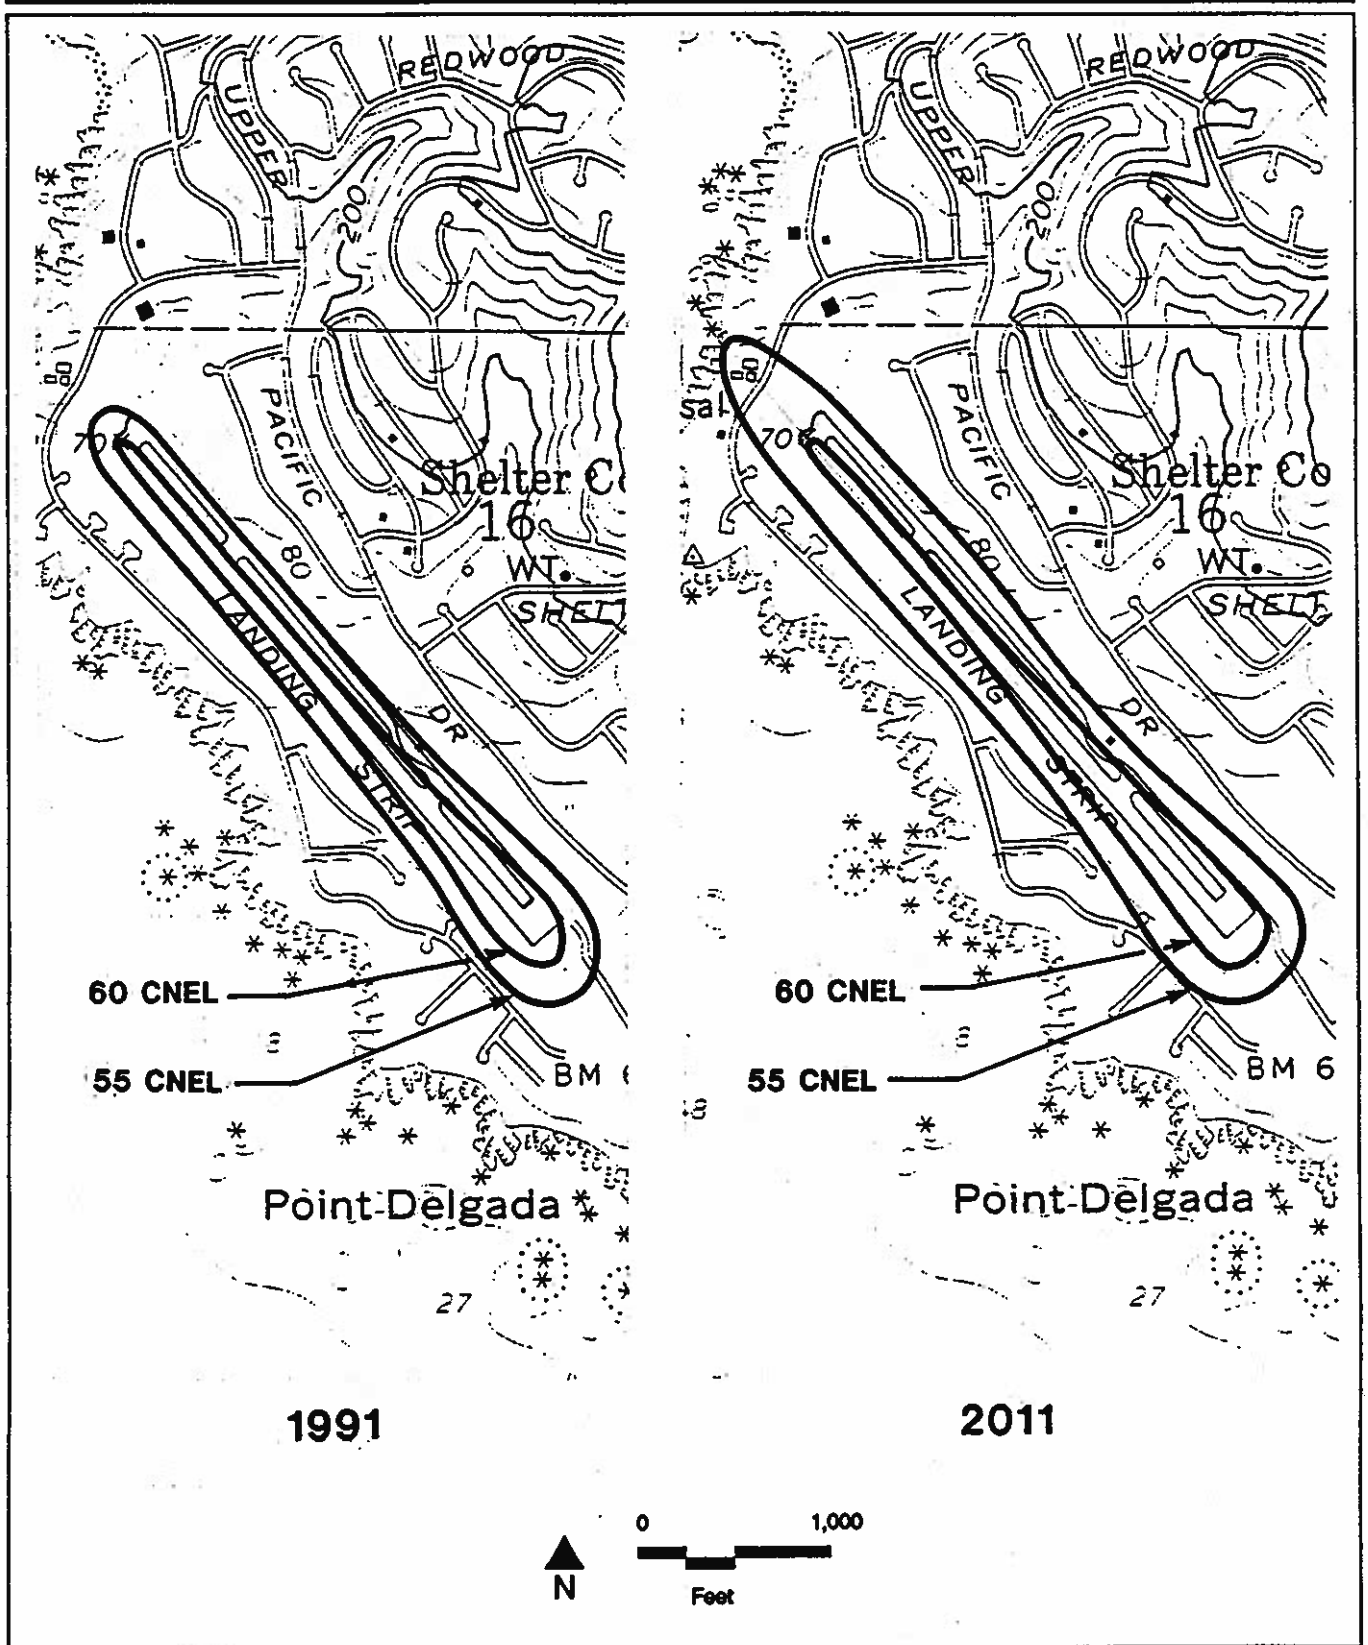 REDWOOD
UPPER
200
70
PACIFIC
80
Shelter Co
16
WT.
SHELT
LANDING
STRIP
DR
60 CNEL
55 CNEL
BM 6
Point Delgada
27
1991
REDWOOD
UPPER
200
sal
70
PACIFIC
80
Shelter Co
16
WT.
SHELT
LANDING
STRIP
DR
60 CNEL
55 CNEL
BM 6
Point Delgada
27
2011
0 1,000
N
Feet